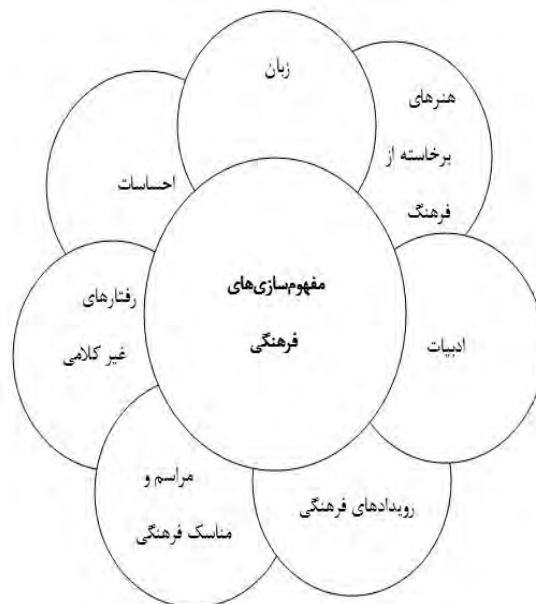 زبان
هنرهای
برخاسته از
فرهنگ
احساسات
مفهوم‌سازی‌های
فرهنگی
رفتارهای
غیر کلامی
ادبیات
مراسم و
مناسک فرهنگی
رویدادهای فرهنگی